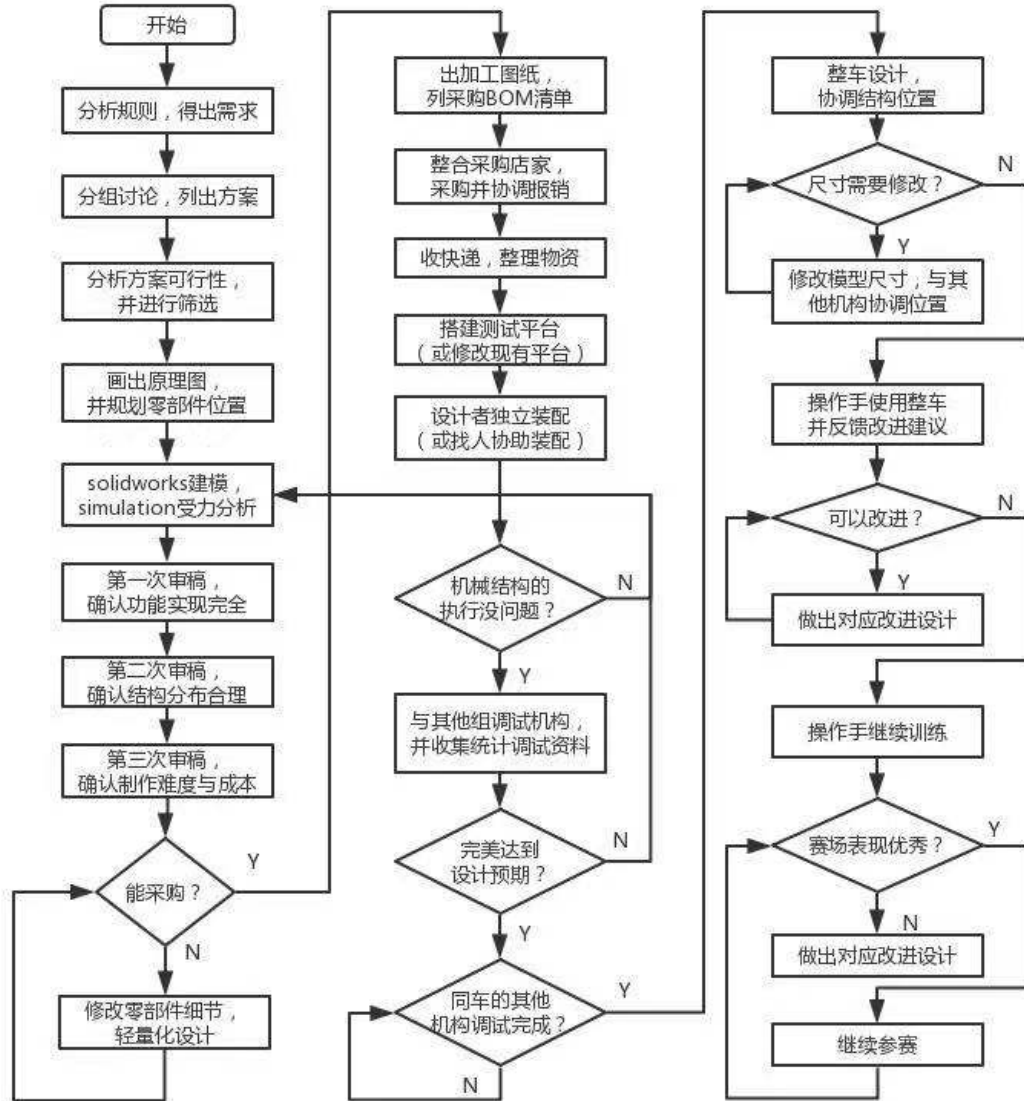 开始
分析规则，得出需求
分组讨论，列出方案
分析方案可行性，
并进行筛选
画出原理图，
并规划零部件位置
solidworks建模，
simulation受力分析
第一次审稿，
确认功能实现完全
第二次审稿，
确认结构分布合理
第三次审稿，
确认制作难度与成本
能采购？
Y
N
修改零部件细节，
轻量化设计
出加工图纸，
列采购BOM清单
整合采购店家，
采购并协调报销
收快递，整理物资
搭建测试平台
（或修改现有平台）
设计者独立装配
（或找人协助装配）
机械结构的
执行没问题？
N
Y
与其他组调试机构，
并收集统计调试资料
完美达到
设计预期？
N
Y
同车的其他
机构调试完成？
Y
N
整车设计，
协调结构位置
尺寸需要修改？
N
Y
修改模型尺寸；与其
他机构协调位置
操作手使用整车
并反馈改进建议
可以改进？
N
Y
做出对应改进设计
操作手继续训练
赛场表现优秀？
Y
N
做出对应改进设计
继续参赛